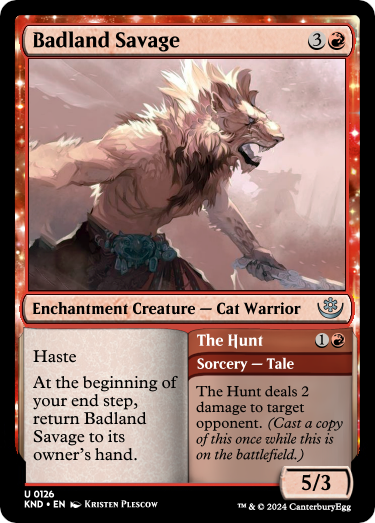 Badland Savage
3
Enchantment Creature — Cat Warrior
Haste
At the beginning of
your end step,
return Badland
Savage to its
owner's hand.
The Hunt
1
Sorcery — Tale
The Hunt deals 2
damage to target
opponent. (Cast a
copy of this once
while this is
on the battlefield.)
5/3
U 0126
KND • EN KRISTEN PLESCOW
™ & © 2024 CanterburyEgg